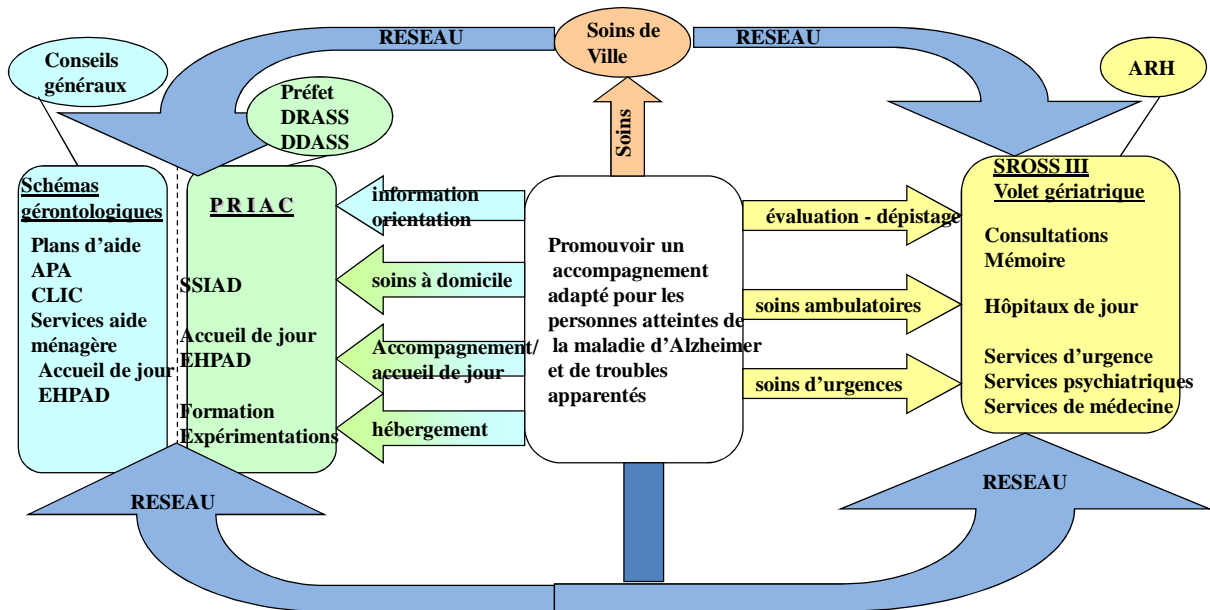 RESEAU
Soins de
Ville
RESEAU
Conseils
généraux
ARH
Préfet
DRASS
DDASS
Soins
Schémas
gérontologiques
Plans d'aide
APA
CLIC
Services aide
ménagère
Accueil de jour
EHPAD
P R I A C
SSIAD
Accueil de jour
EHPAD
Formation
Expérimentations
information
orientation
soins à domicile
Accompagnement/
accueil de jour
hébergement
Promouvoir un
accompagnement
adapté pour les
personnes atteintes de
la maladie d'Alzheimer
et de troubles
apparentés
évaluation - dépistage
soins ambulatoires
soins d'urgences
SROSS III
Volet gériatrique
Consultations
Mémoire
Hôpitaux de jour
Services d'urgence
Services psychiatriques
Services de médecine
RESEAU
RESEAU